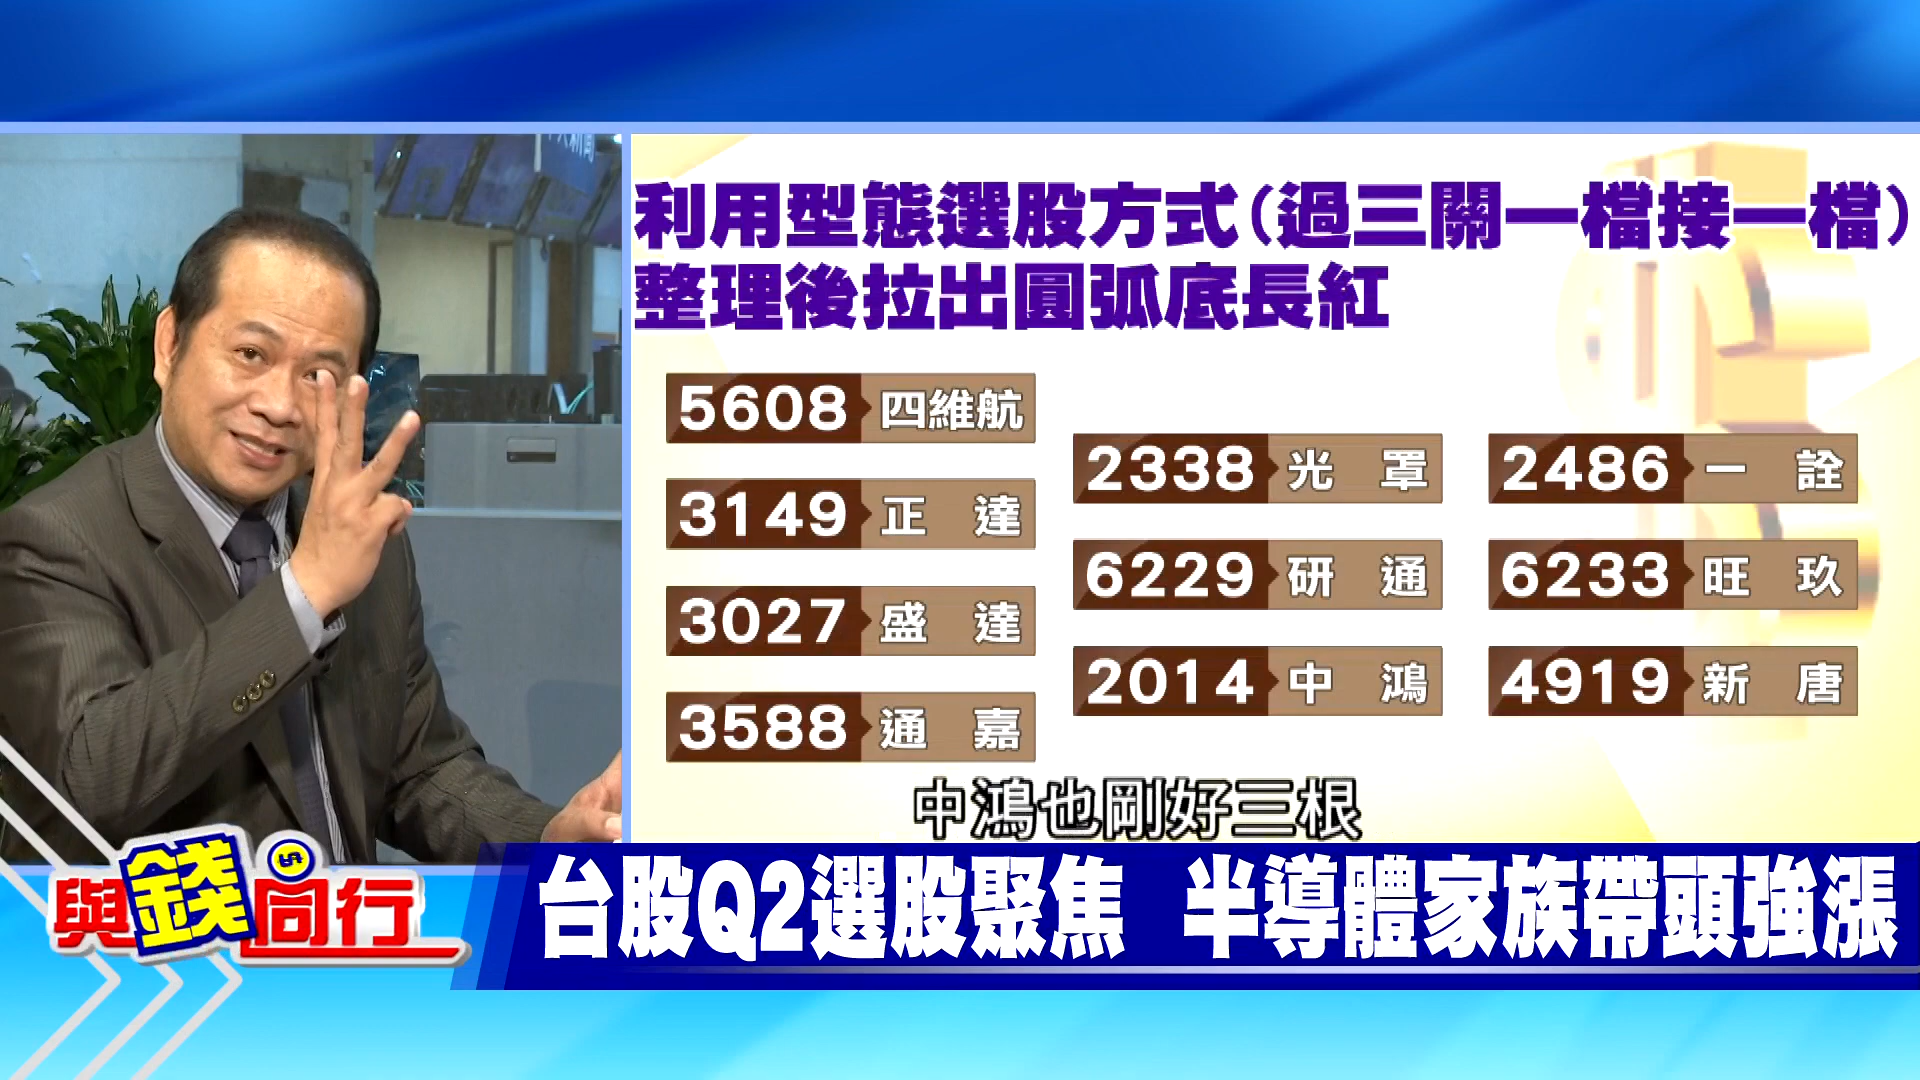 利用型態選股方式(過三關一檔接一檔)
整理後拉出圓弧底長紅
5608 四維航
3149 正達
3027 盛達
3588 通嘉
2338 光罩
6229 研通
2014 中鴻
2486 一詮
6233 旺玖
4919 新唐
中鴻也剛好三根
與錢同行
台股Q2選股聚焦 半導體家族帶頭強漲